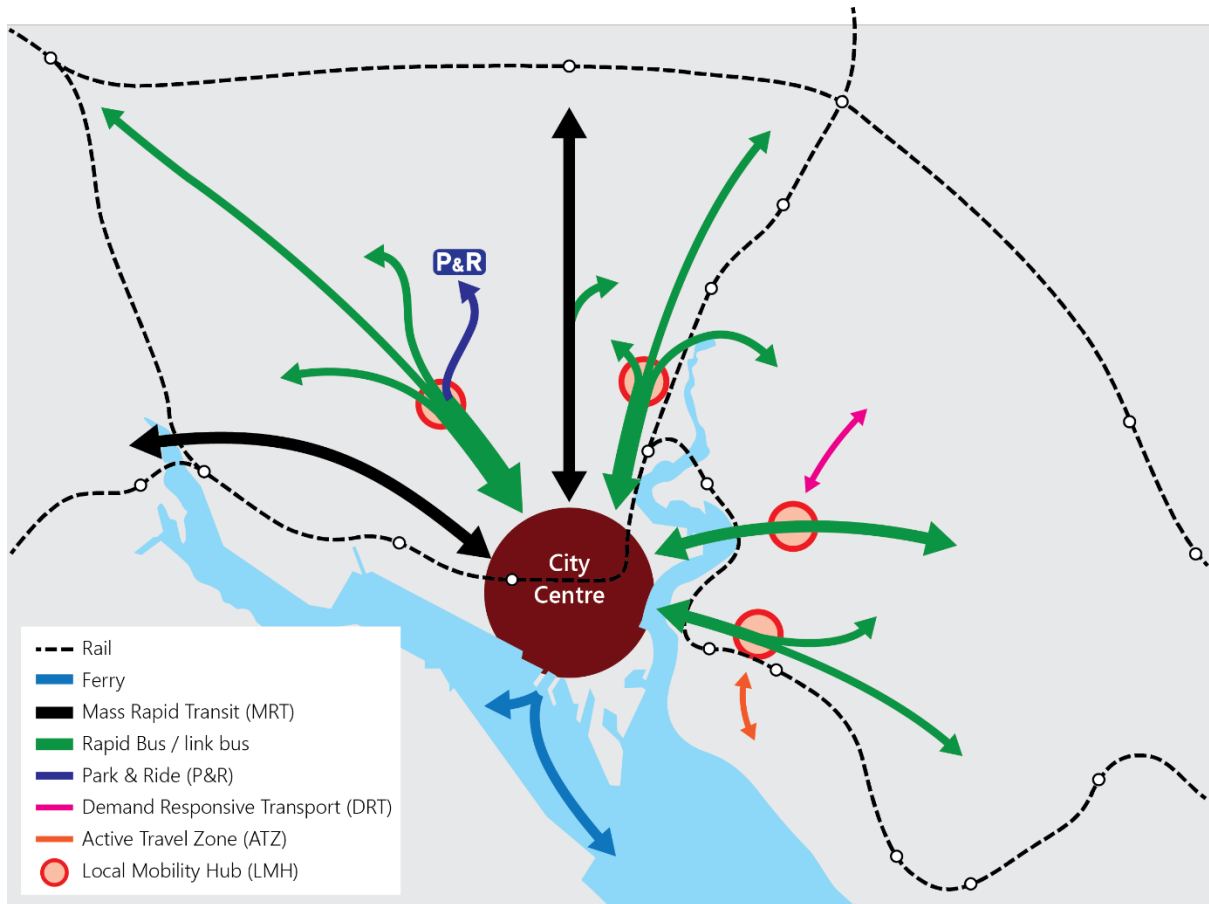 P&R
City
Centre
Rail
Ferry
Mass Rapid Transit (MRT)
Rapid Bus / link bus
Park & Ride (P&R)
Demand Responsive Transport (DRT)
Active Travel Zone (ATZ)
Local Mobility Hub (LMH)